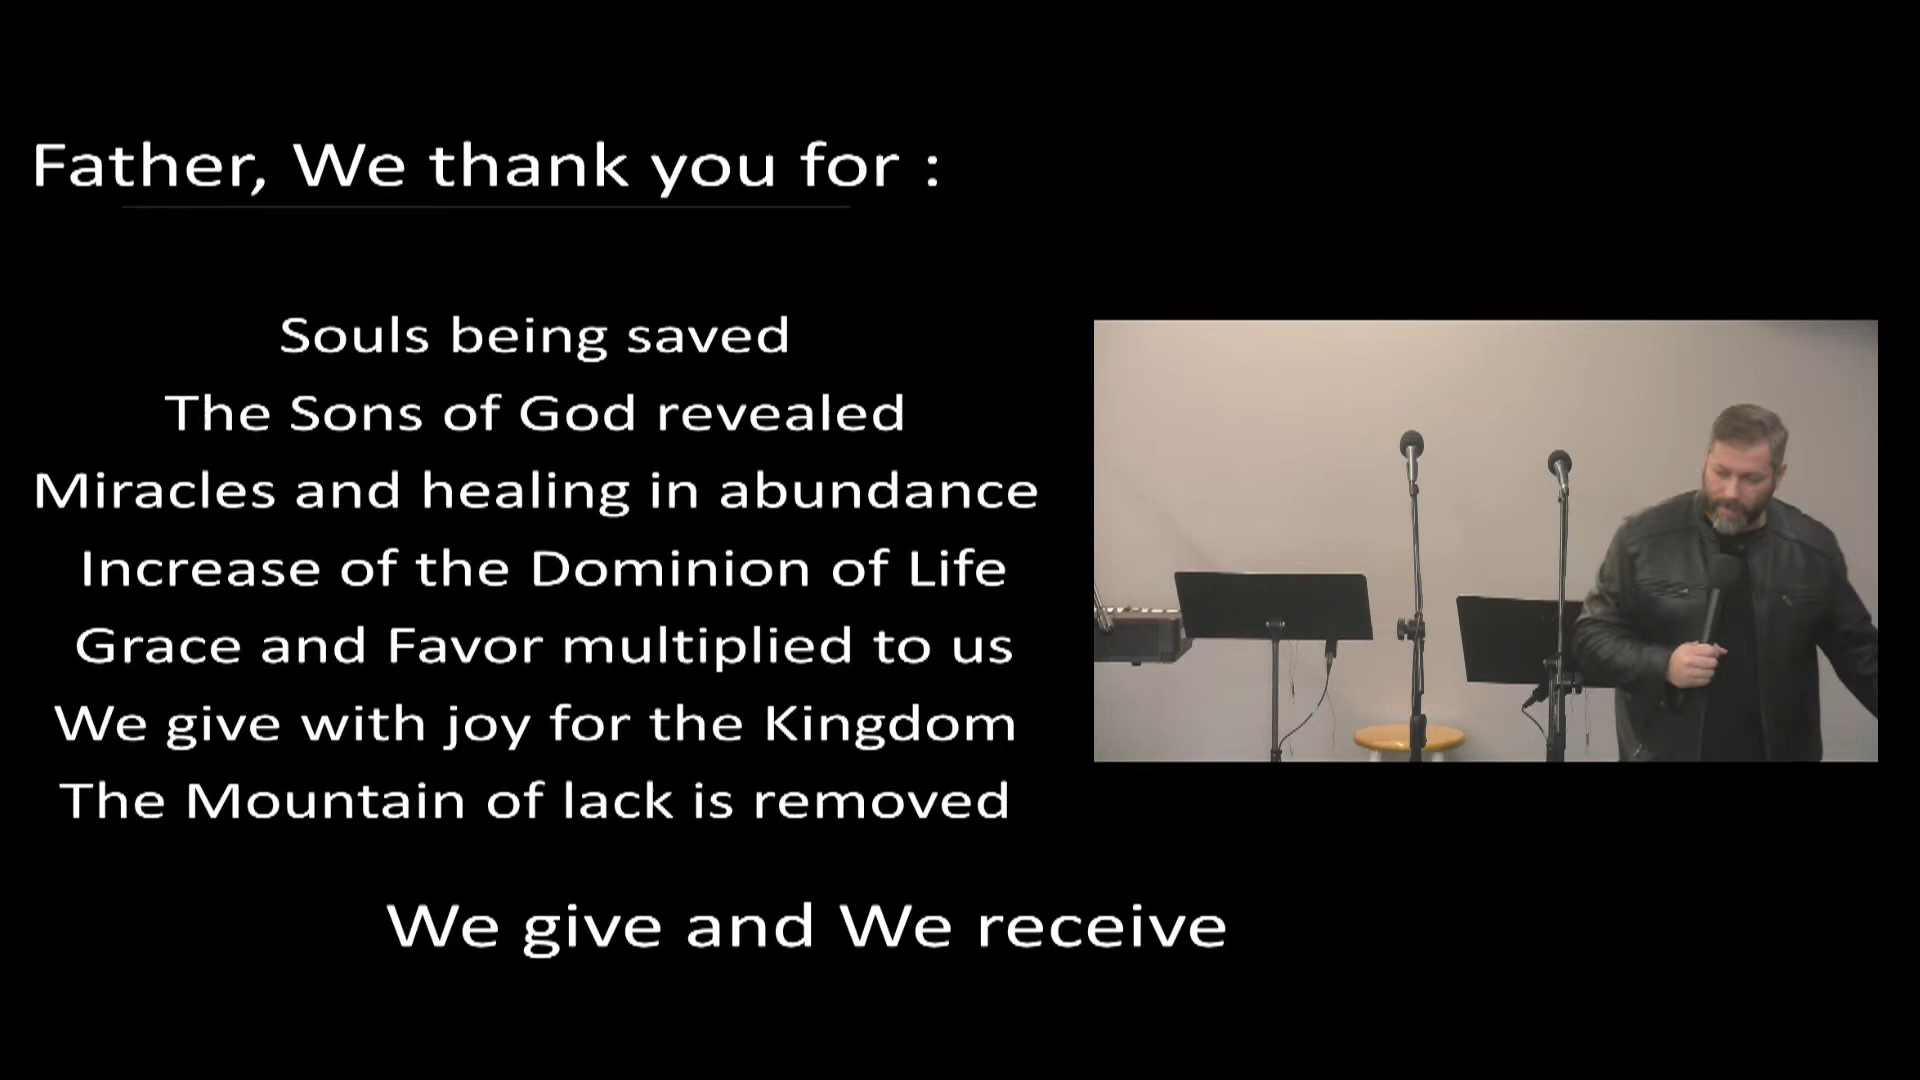 Father, We thank you for :
Souls being saved
The Sons of God revealed
Miracles and healing in abundance
Increase of the Dominion of Life
Grace and Favor multiplied to us
We give with joy for the Kingdom
The Mountain of lack is removed
We give and We receive